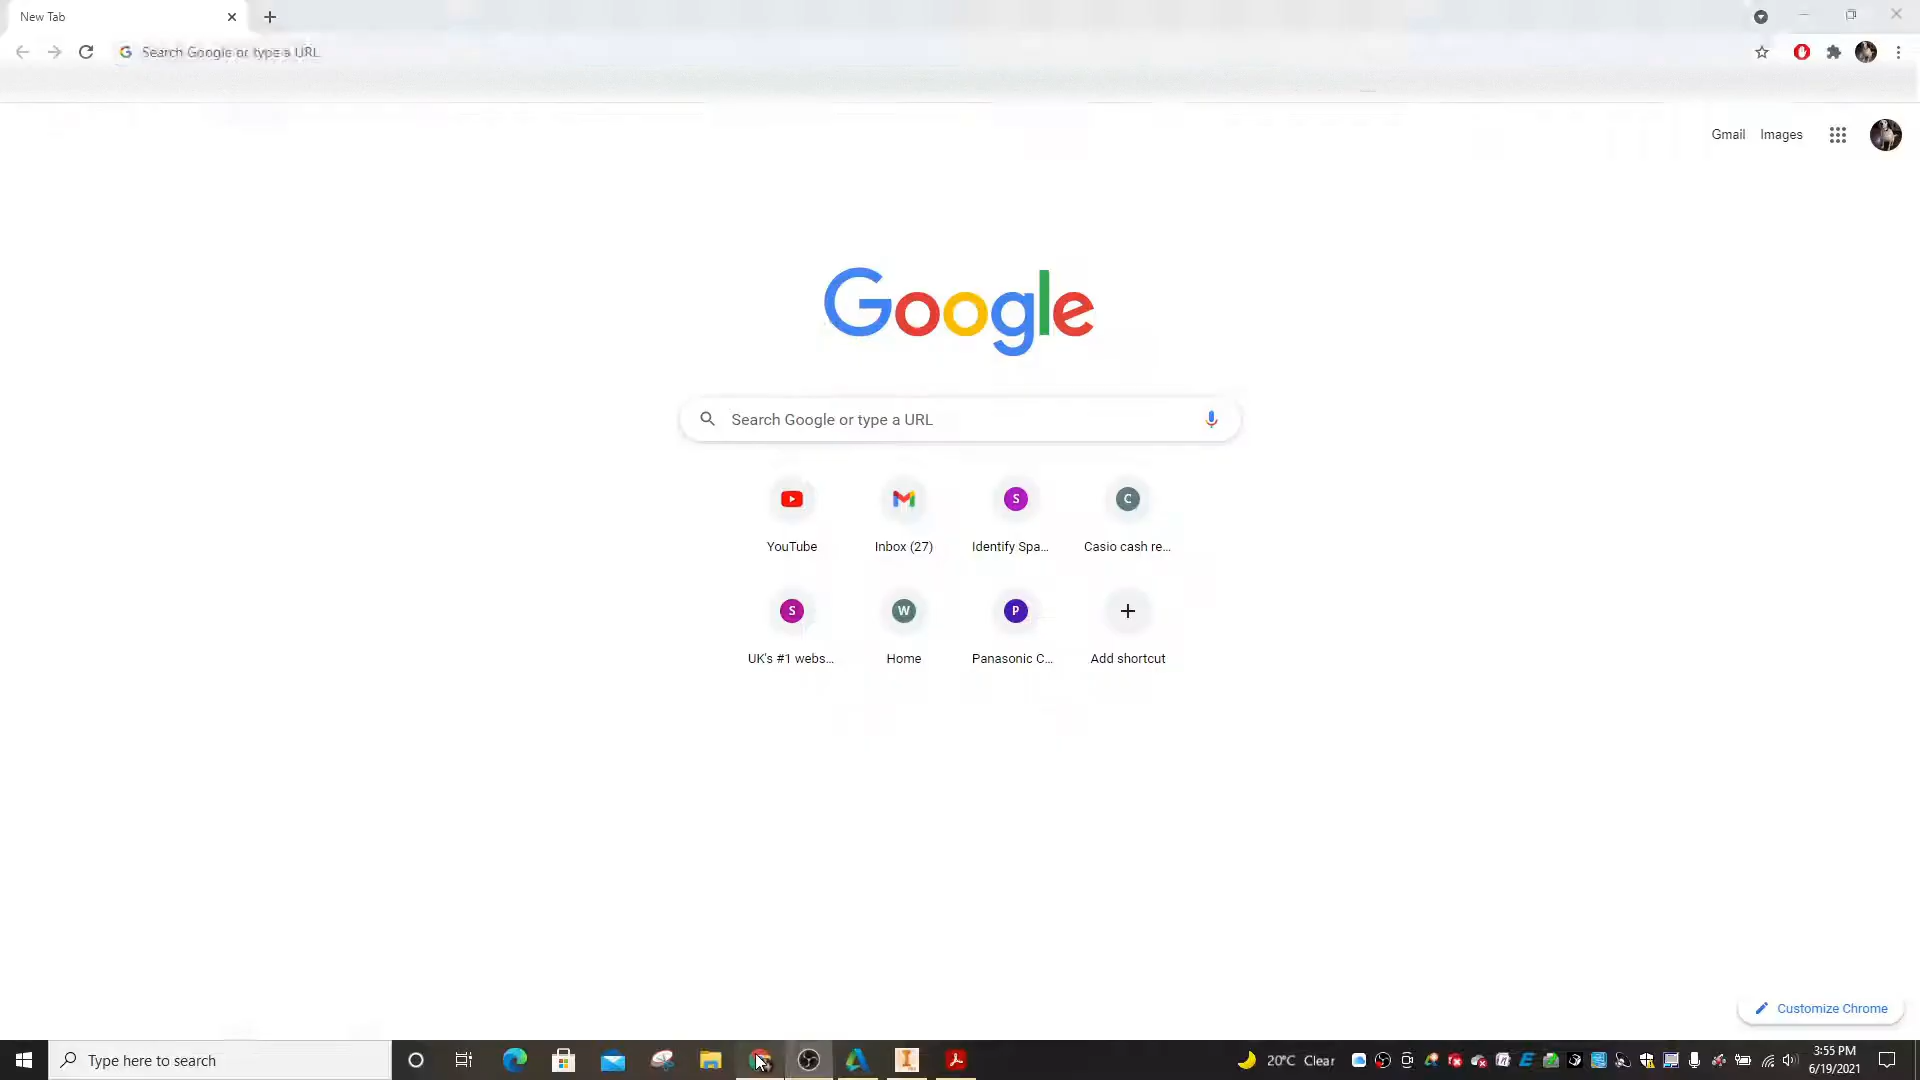 New Tab
Search Google or type a URL
Gmail Images
Google
Search Google or type a URL
S C
YouTube Inbox (27) Identify Spa... Casio cash re...
S W P
UK's #1 webs... Home Panasonic C... Add shortcut
Customize Chrome
Type here to search
20°C Clear
3:55 PM
6/19/2021